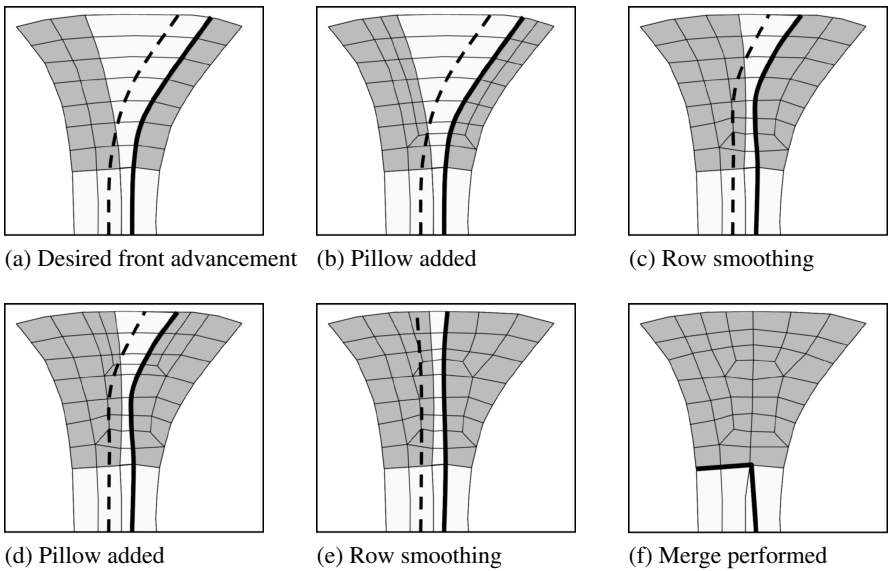 (a) Desired front advancement
(b) Pillow added
(c) Row smoothing
(d) Pillow added
(e) Row smoothing
(f) Merge performed